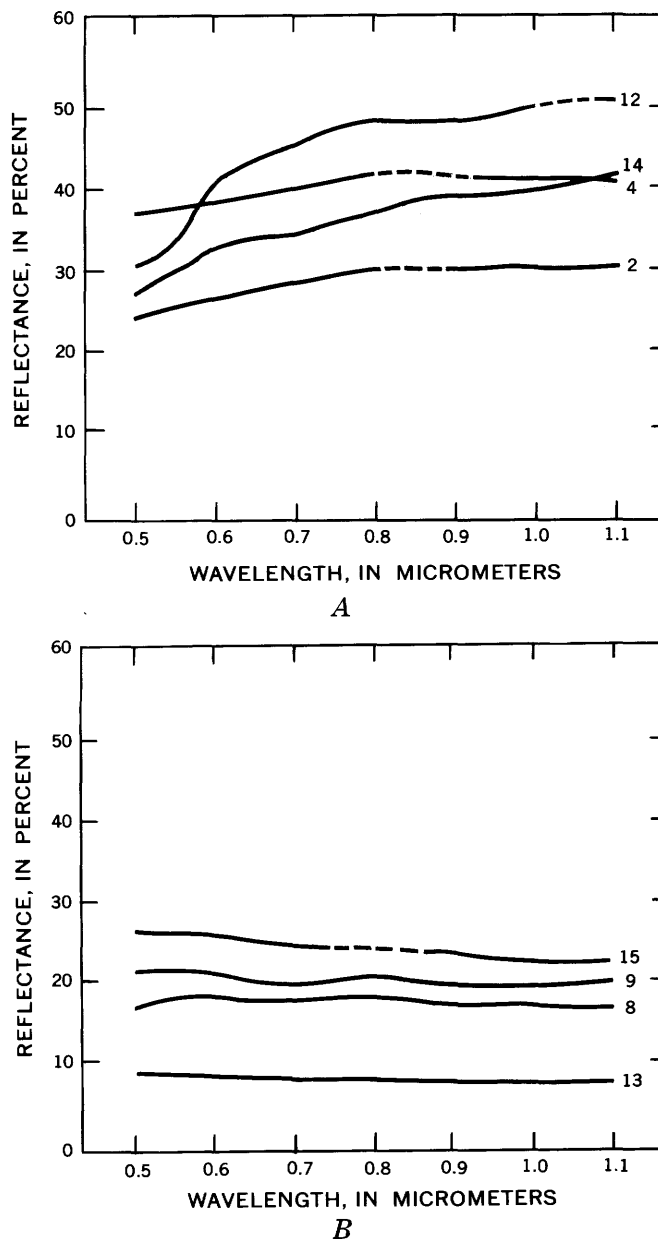 60
50
40
30
20
10
0
REFLECTANCE, IN PERCENT
12
14
4
2
0.5 0.6 0.7 0.8 0.9 1.0 1.1
WAVELENGTH, IN MICROMETERS
A
60
50
40
30
20
10
0
REFLECTANCE, IN PERCENT
15
9
8
13
0.5 0.6 0.7 0.8 0.9 1.0 1.1
WAVELENGTH, IN MICROMETERS
B